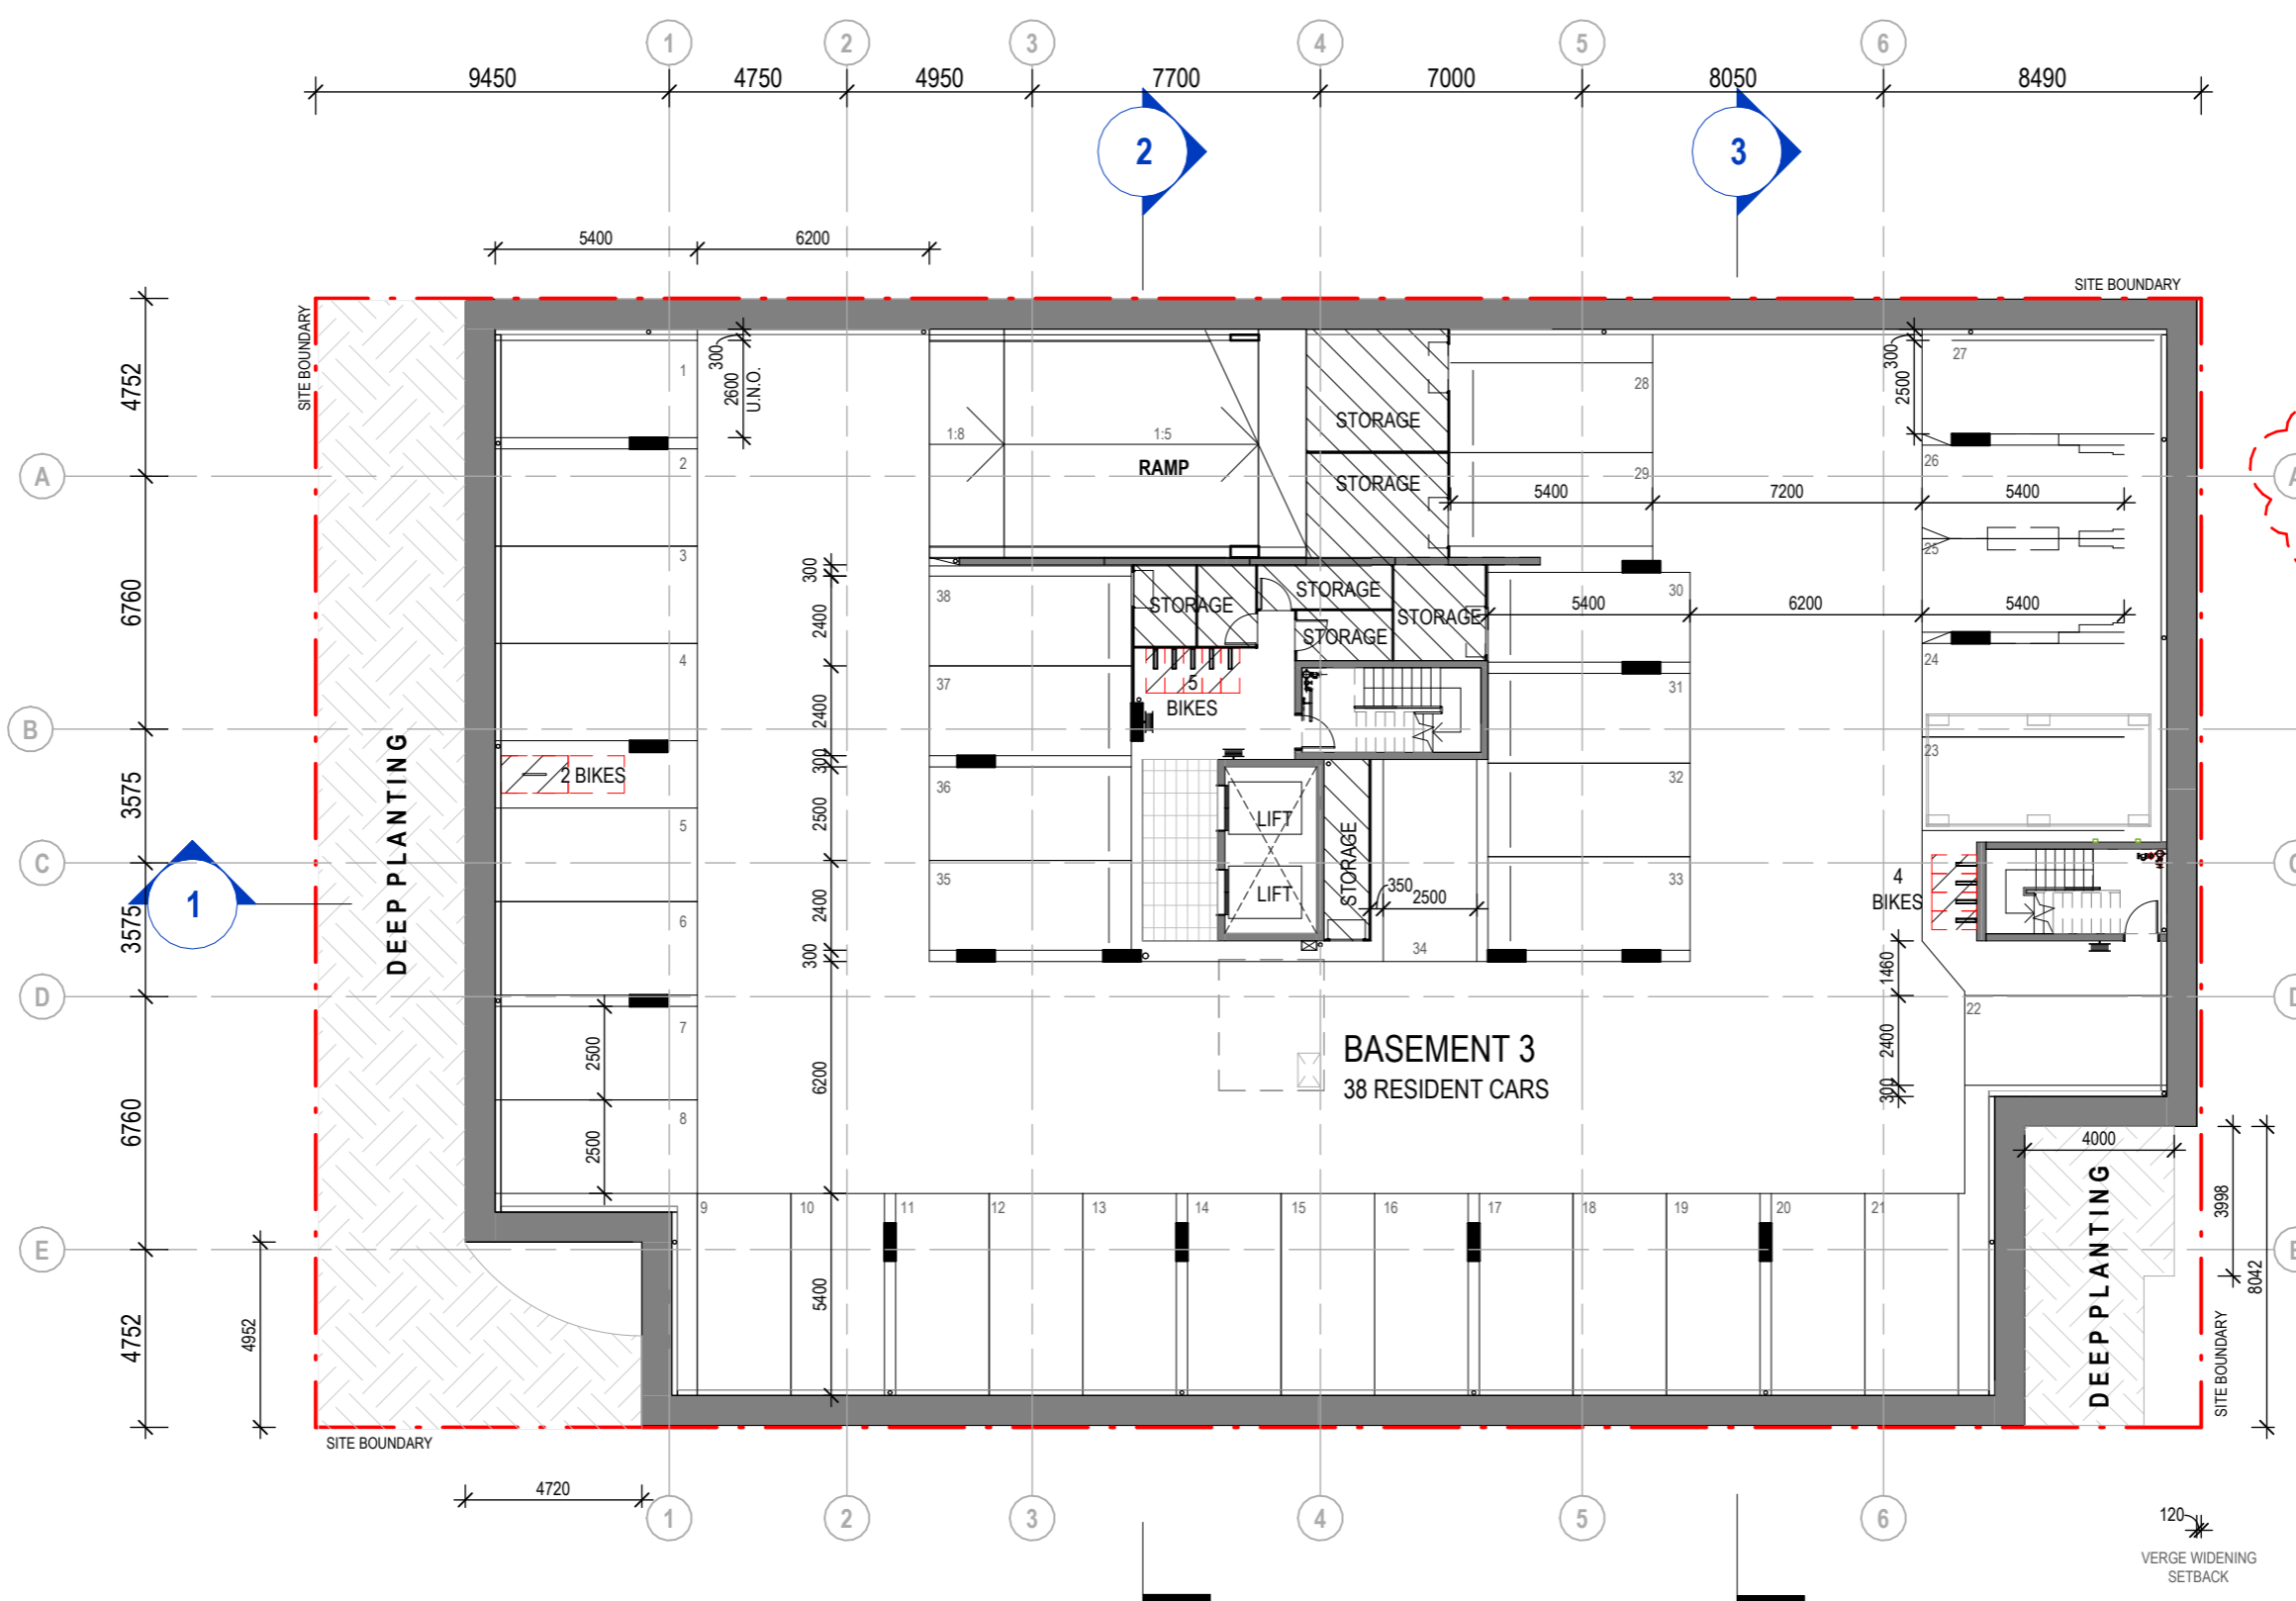 1 2 3 4 5 6
9450 4750 4950 7700 7000 8050 8490
2 3
5400 6200
SITE BOUNDARY
SITE BOUNDARY
4752
6760
3575
3575
6760
4752
A
B
C
D
E
1
DEEP PLANTING
4952
1
2
3
4
2 BIKES
5
6
7
8
2500
2500
300
2600
U.N.O.
1:8
1:5
RAMP
STORAGE
STORAGE
28
29
5400 7200 5400
300
2500
27
26
25
24
23
A
300
2400
2400
300
2500
2400
300
6200
5400
38
37
36
35
STORAGE
STORAGE
STORAGE
STORAGE
5
BIKES
LIFT
LIFT
STORAGE
350
2500
34
30
31
32
33
5400 6200 5400
4
BIKES
1460
2400
300
22
C
D
E
BASEMENT 3
38 RESIDENT CARS
9 10 11 12 13 14 15 16 17 18 19 20 21
4000
3998
8042
DEEP PLANTING
SITE BOUNDARY
SITE BOUNDARY
4720
1 2 3 4 5 6
120
VERGE WIDENING
SETBACK